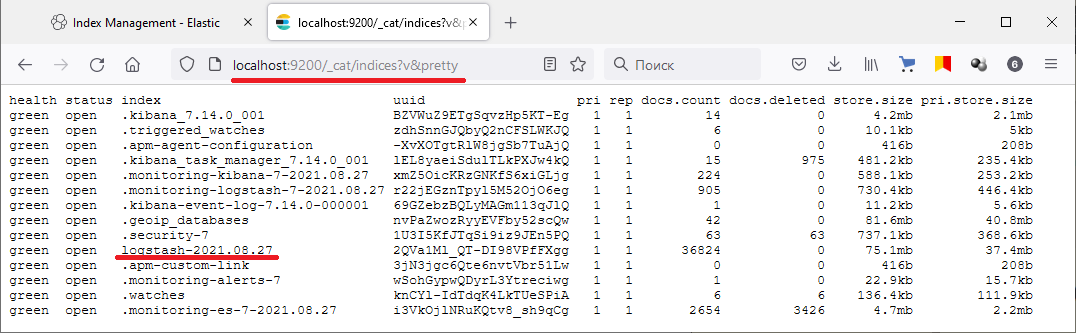 Index Management - Elastic
localhost:9200/_cat/indices?v&p
localhost:9200/_cat/indices?v&pretty
Поиск
6
health status index uuid pri rep docs.count docs.deleted store.size pri.store.size
green open .kibana_7.14.0_001 BZVWuZ9ETgSqvzHp5KT-Eg 1 1 14 0 4.2mb 2.1mb
green open .triggered_watches zdhSnnGJQbyQ2nCFSLWKJQ 1 1 6 0 10.1kb 5kb
green open .apm-agent-configuration -XvXOTgtRlW8jgSb7TuAjQ 1 1 0 0 416b 208b
green open .kibana_task_manager_7.14.0_001 lEL8yaeiSdulTLkPXJw4kQ 1 1 15 975 481.2kb 235.4kb
green open .monitoring-kibana-7-2021.08.27 xmZ5OicKRzGNKfS6xiGLjg 1 1 224 0 588.1kb 253.2kb
green open .monitoring-logstash-7-2021.08.27 r22jEGznTpyl5M52OjO6eg 1 1 905 0 730.4kb 446.4kb
green open .kibana-event-log-7.14.0-000001 69GZebzBQLyMAGm113qJlQ 1 1 1 0 11.2kb 5.6kb
green open .geoip_databases nvPaZwozRyyEVFby52scQw 1 1 42 0 81.6mb 40.8mb
green open .security-7 1U3I5KfJTqSi9iz9JEn5PQ 1 1 63 63 737.1kb 368.6kb
green open logstash-2021.08.27 2QVa1Ml_QT-DI98VPfFXgg 1 1 36824 0 75.1mb 37.4mb
green open .apm-custom-link 3jN3jgc6Qte6nvtVbr51Lw 1 1 0 0 416b 208b
green open .monitoring-alerts-7 wSohGypwQDyrL3Ytreciwg 1 1 1 0 22.9kb 15.7kb
green open .watches knCYl-IdTdqK4LkTUeSPiA 1 1 6 6 136.4kb 111.9kb
green open .monitoring-es-7-2021.08.27 i3VkOjlNRuKQtv8_sh9qCg 1 1 2654 3426 4.7mb 2.2mb